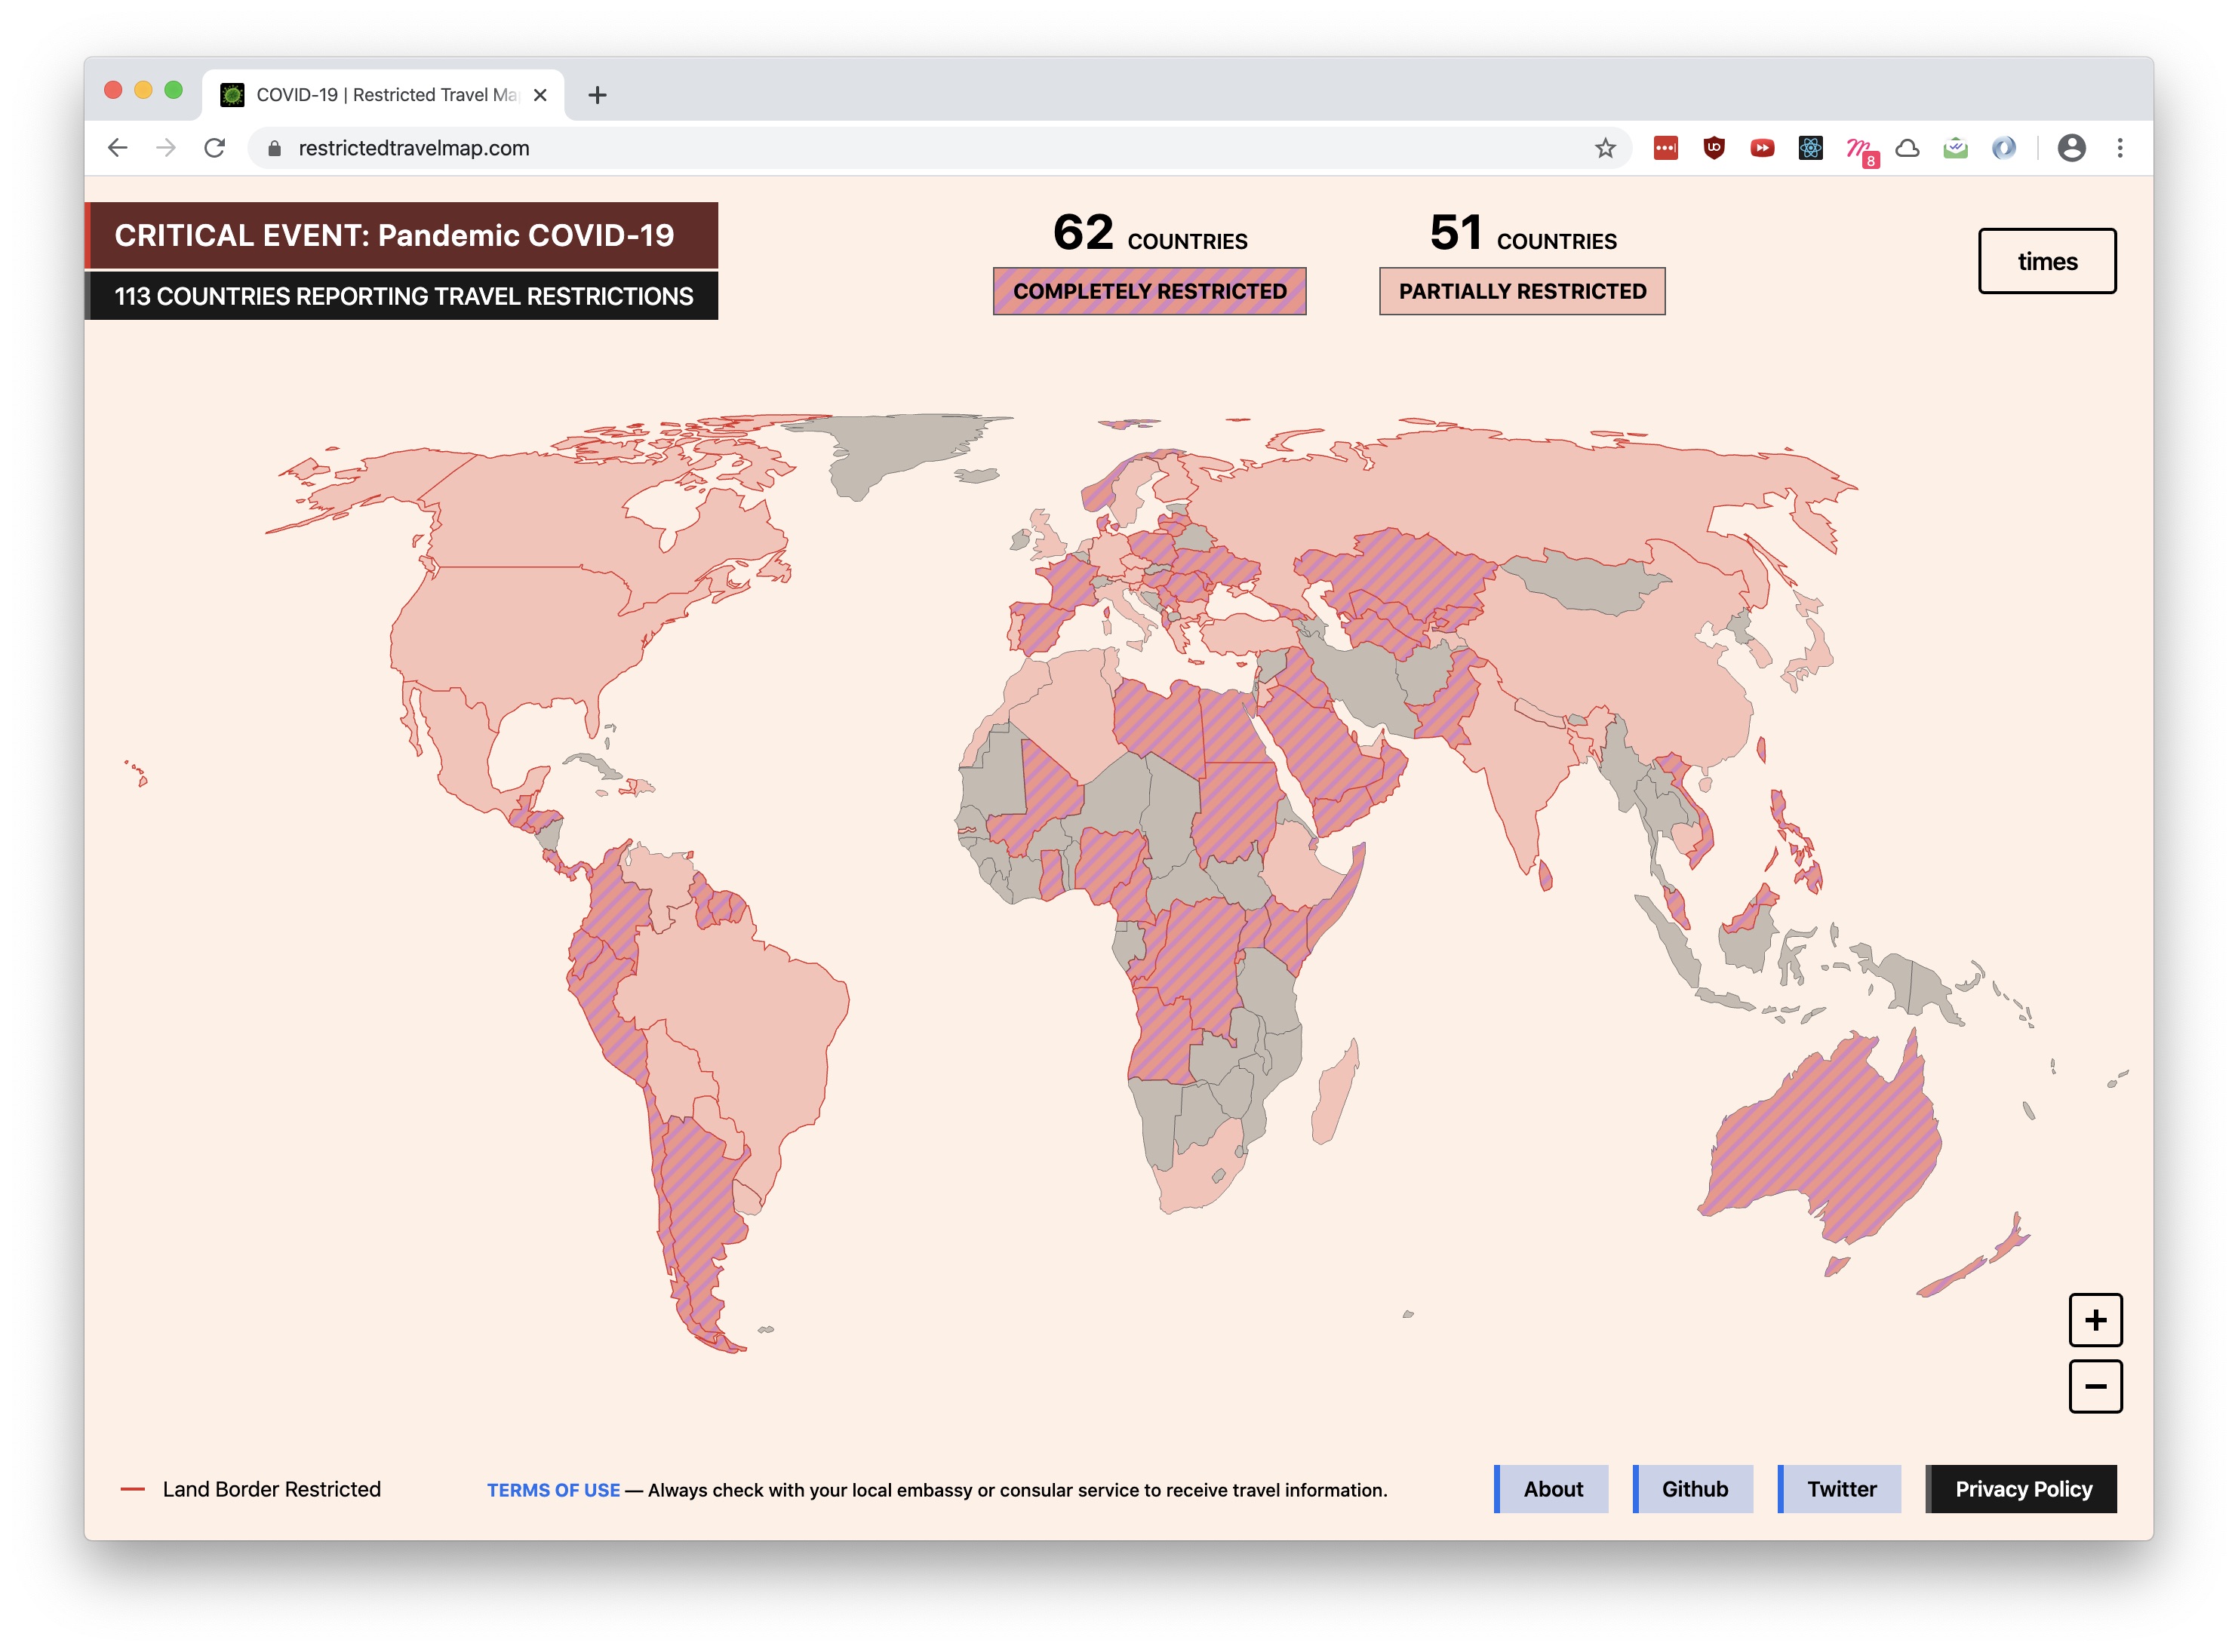 COVID-19 | Restricted Travel Ma
restrictedtravelmap.com
8
CRITICAL EVENT: Pandemic COVID-19
113 COUNTRIES REPORTING TRAVEL RESTRICTIONS
62 COUNTRIES
COMPLETELY RESTRICTED
51 COUNTRIES
PARTIALLY RESTRICTED
times
+
−
Land Border Restricted
TERMS OF USE — Always check with your local embassy or consular service to receive travel information.
About
Github
Twitter
Privacy Policy